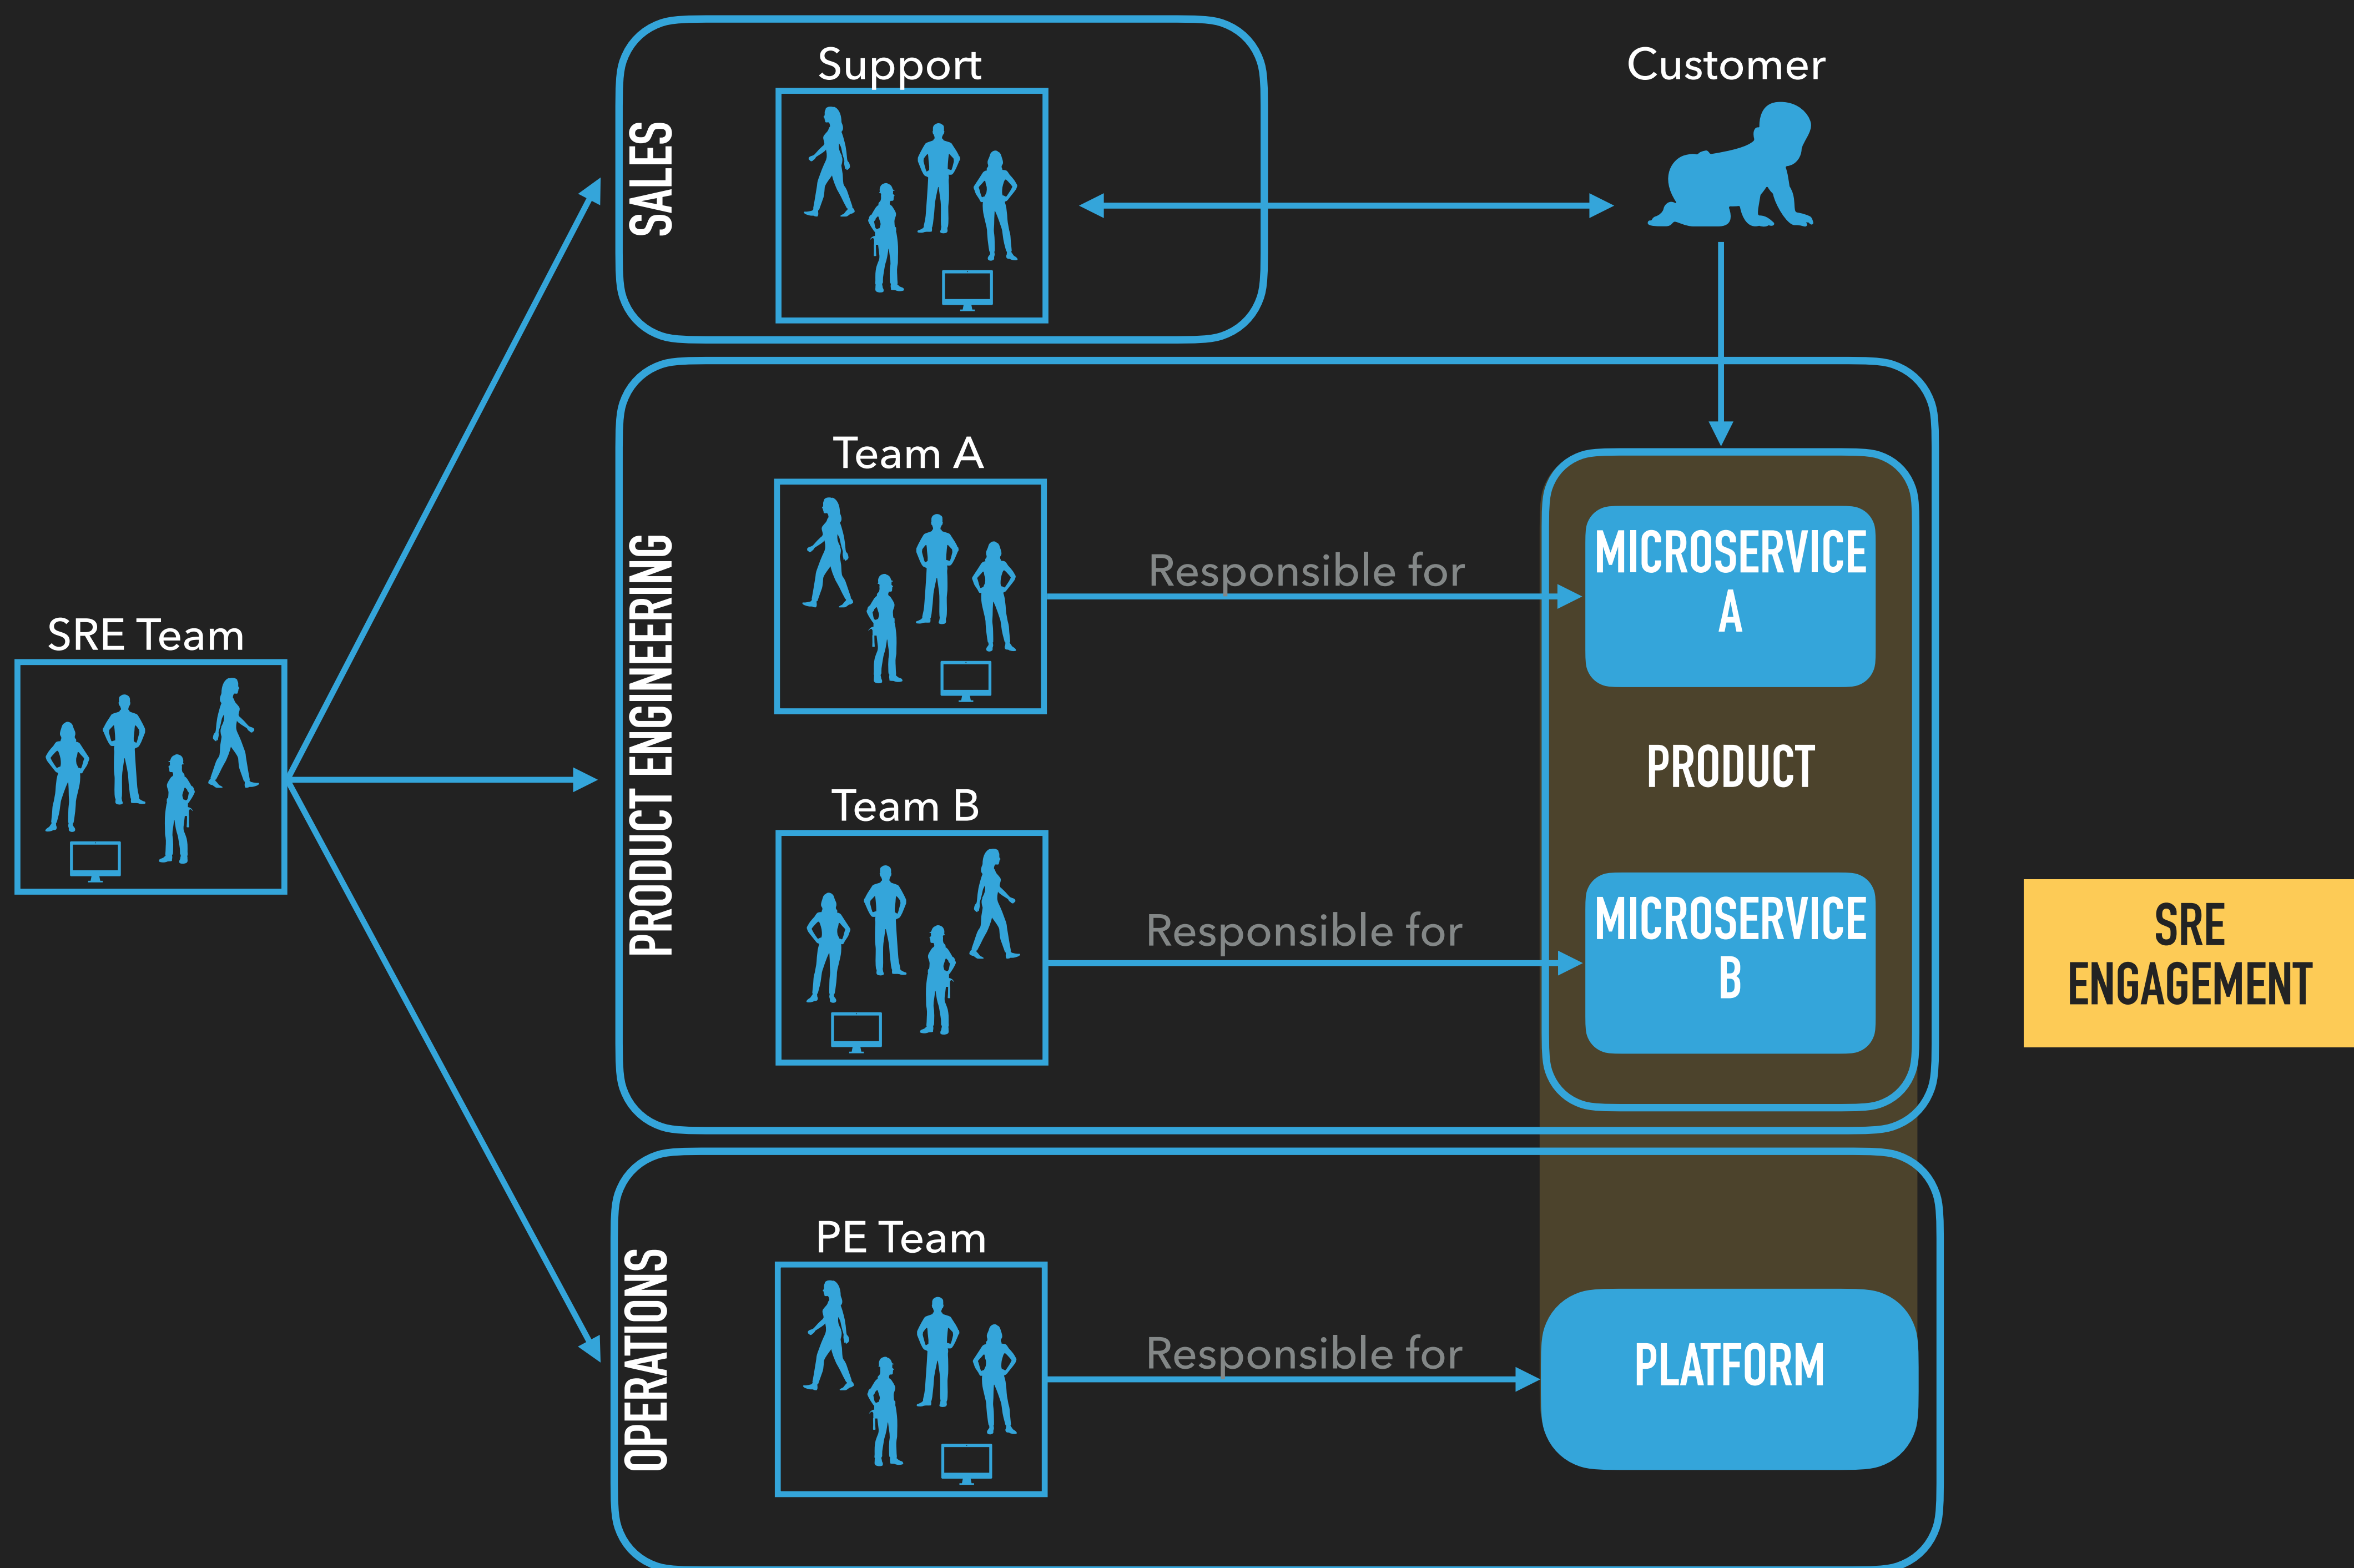 Support
Customer
SALES
Team A
Responsible for
MICROSERVICE
A
PRODUCT ENGINEERING
SRE Team
PRODUCT
Team B
Responsible for
MICROSERVICE
B
SRE
ENGAGEMENT
PE Team
OPERATIONS
Responsible for
PLATFORM